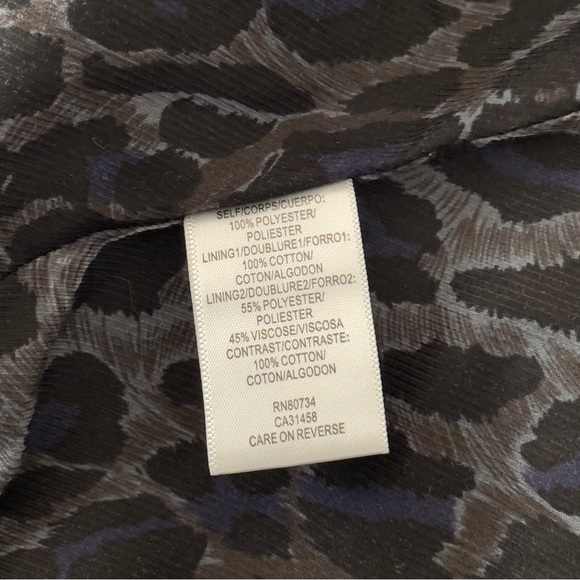 SELF/CORPS/CUERPO:
100% POLYESTER/
POLIESTER
LINING1/DOUBLURE1/FORRO1:
100% COTTON/
COTON/ALGODON
LINING2/DOUBLURE2/FORRO2:
55% POLYESTER/
POLIESTER
45% VISCOSE/VISCOSA
CONTRAST/CONTRASTE:
100% COTTON/
COTON/ALGODON
RN80734
CA31458
CARE ON REVERSE